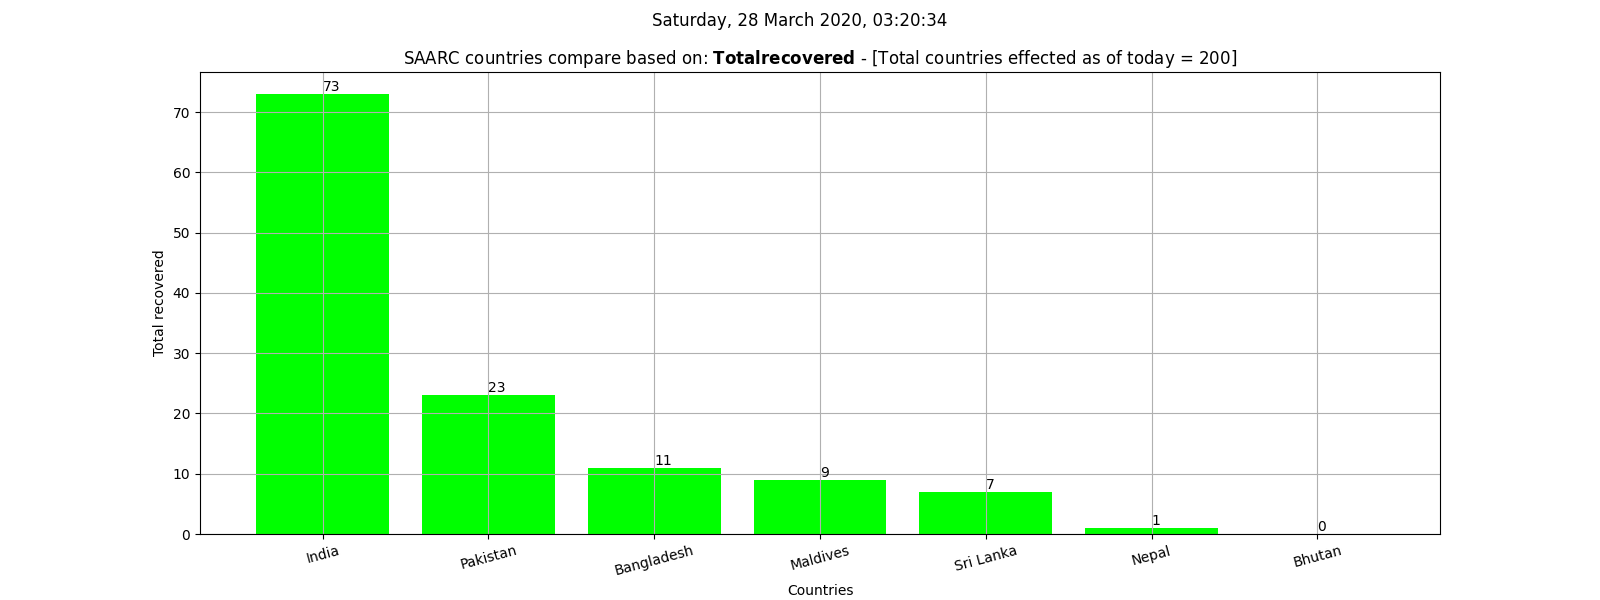 Saturday, 28 March 2020, 03:20:34
SAARC countries compare based on: Totalrecovered - [Total countries effected as of today = 200]
73
70
60
50
40
30
23
20
11
10
9
7
1
0
0
Total recovered
India
Pakistan
Bangladesh
Maldives
Sri Lanka
Nepal
Bhutan
Countries